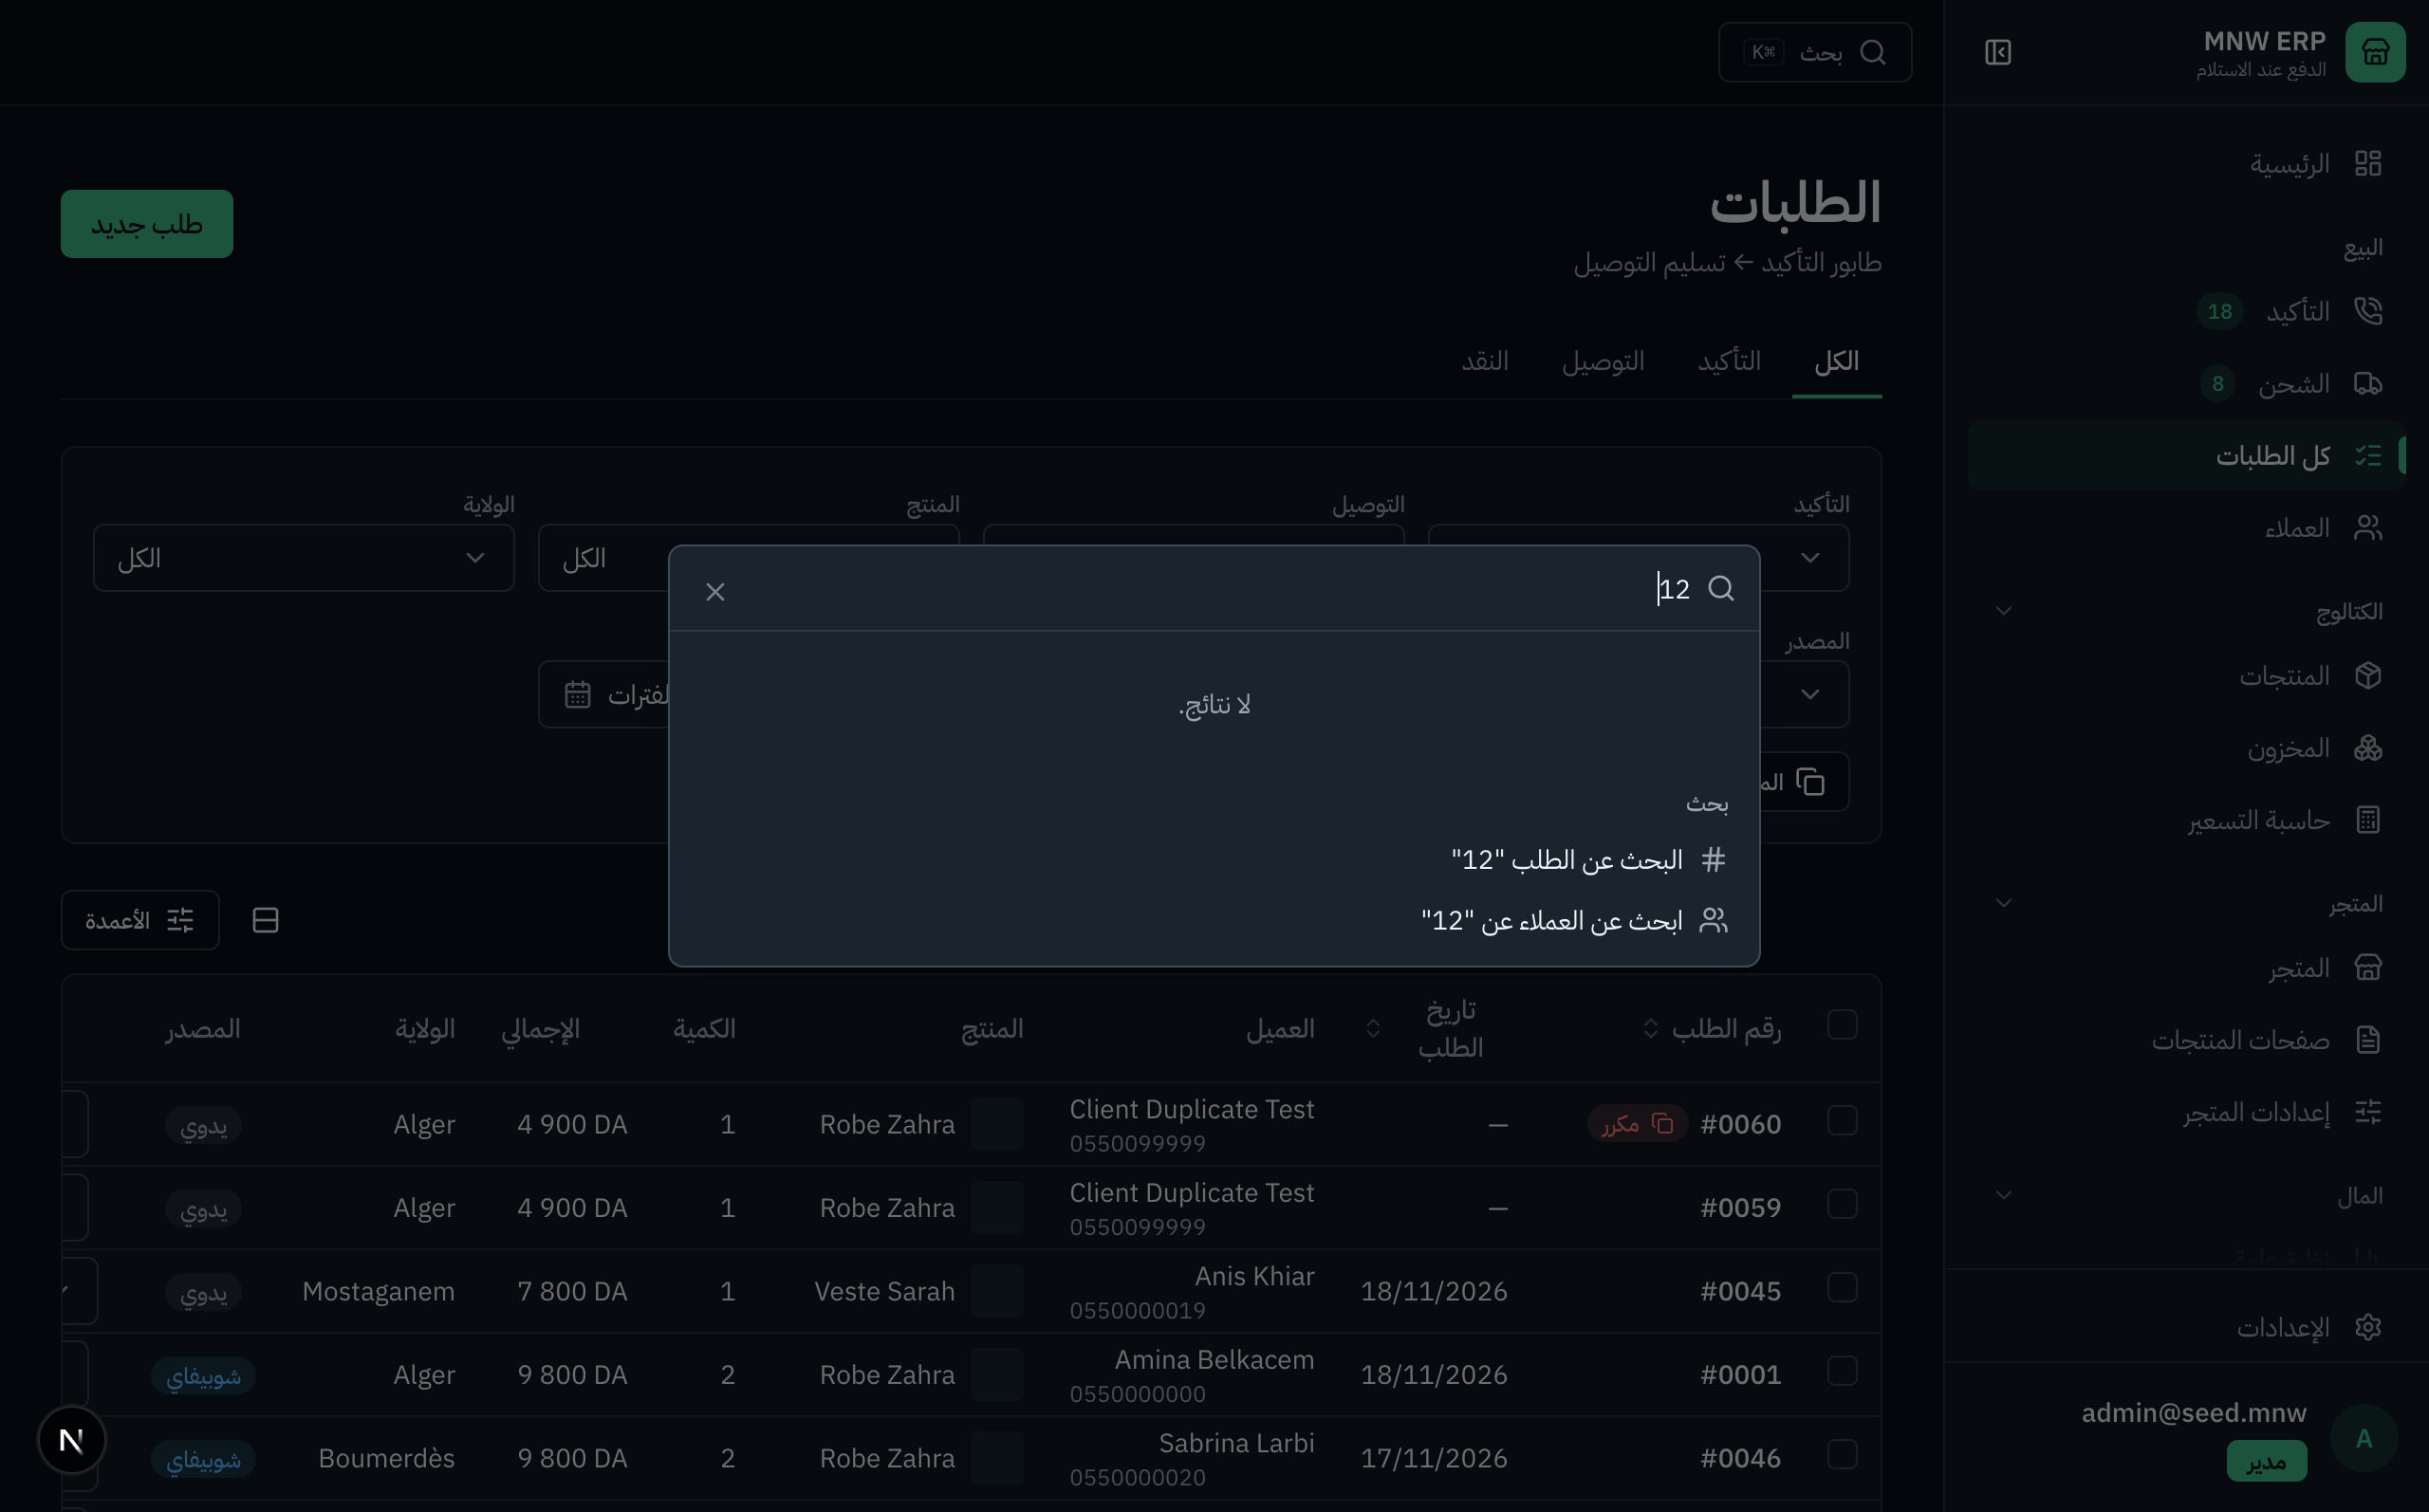 MNW ERP
الدفع عند الاستلام
بحث
K⌘
الرئيسية
البيع
التأكيد
18
الشحن
8
كل الطلبات
العملاء
الكتالوج
المنتجات
المخزون
حاسبة التسعير
المتجر
المتجر
صفحات المنتجات
إعدادات المتجر
المال
الإعدادات
admin@seed.mnw
مدير
A
الطلبات
طابور التأكيد ← تسليم التوصيل
طلب جديد
الكل
التأكيد
التوصيل
النقد
التأكيد
التوصيل
المنتج
الكل
الولاية
الكل
المصدر
12
لا نتائج.
بحث
البحث عن الطلب "12"
ابحث عن العملاء عن "12"
الأعمدة
رقم الطلب
تاريخ
الطلب
العميل
المنتج
الكمية
الإجمالي
الولاية
المصدر
#0060
مكرر
—
Client Duplicate Test
0550099999
Robe Zahra
1
4 900 DA
Alger
يدوي
#0059
—
Client Duplicate Test
0550099999
Robe Zahra
1
4 900 DA
Alger
يدوي
#0045
18/11/2026
Anis Khiar
0550000019
Veste Sarah
1
7 800 DA
Mostaganem
يدوي
#0001
18/11/2026
Amina Belkacem
0550000000
Robe Zahra
2
9 800 DA
Alger
شوبيفاي
#0046
17/11/2026
Sabrina Larbi
0550000020
Robe Zahra
2
9 800 DA
Boumerdès
شوبيفاي
N